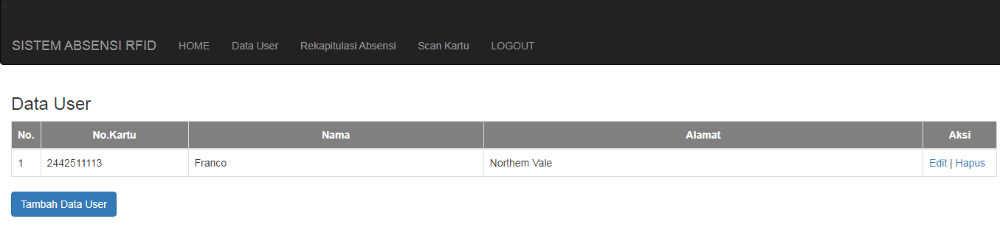 >
SISTEM ABSENSI RFID HOME Data User Rekapitulasi Absensi Scan Kartu LOGOUT
Data User
No. No.Kartu Nama Alamat Aksi
1 2442511113 Franco Northem Vale Edit | Hapus
Tambah Data User